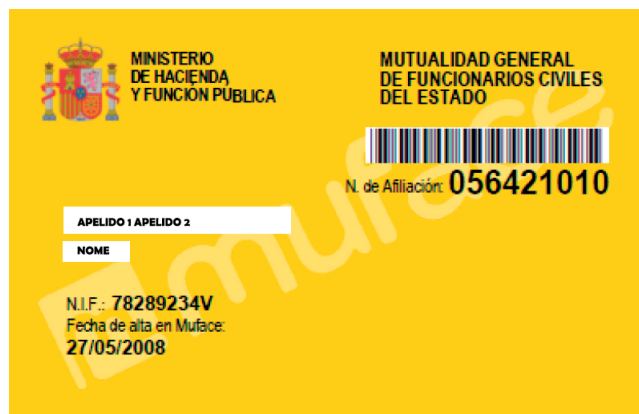 MINISTERIO
DE HACIENDA
Y FUNCIÓN PÚBLICA
MUTUALIDAD GENERAL
DE FUNCIONARIOS CIVILES
DEL ESTADO
N. de Afiliación: 056421010
APELIDO 1 APELIDO 2
NOME
muface
N.I.F.: 78289234V
Fecha de alta en Muface:
27/05/2008